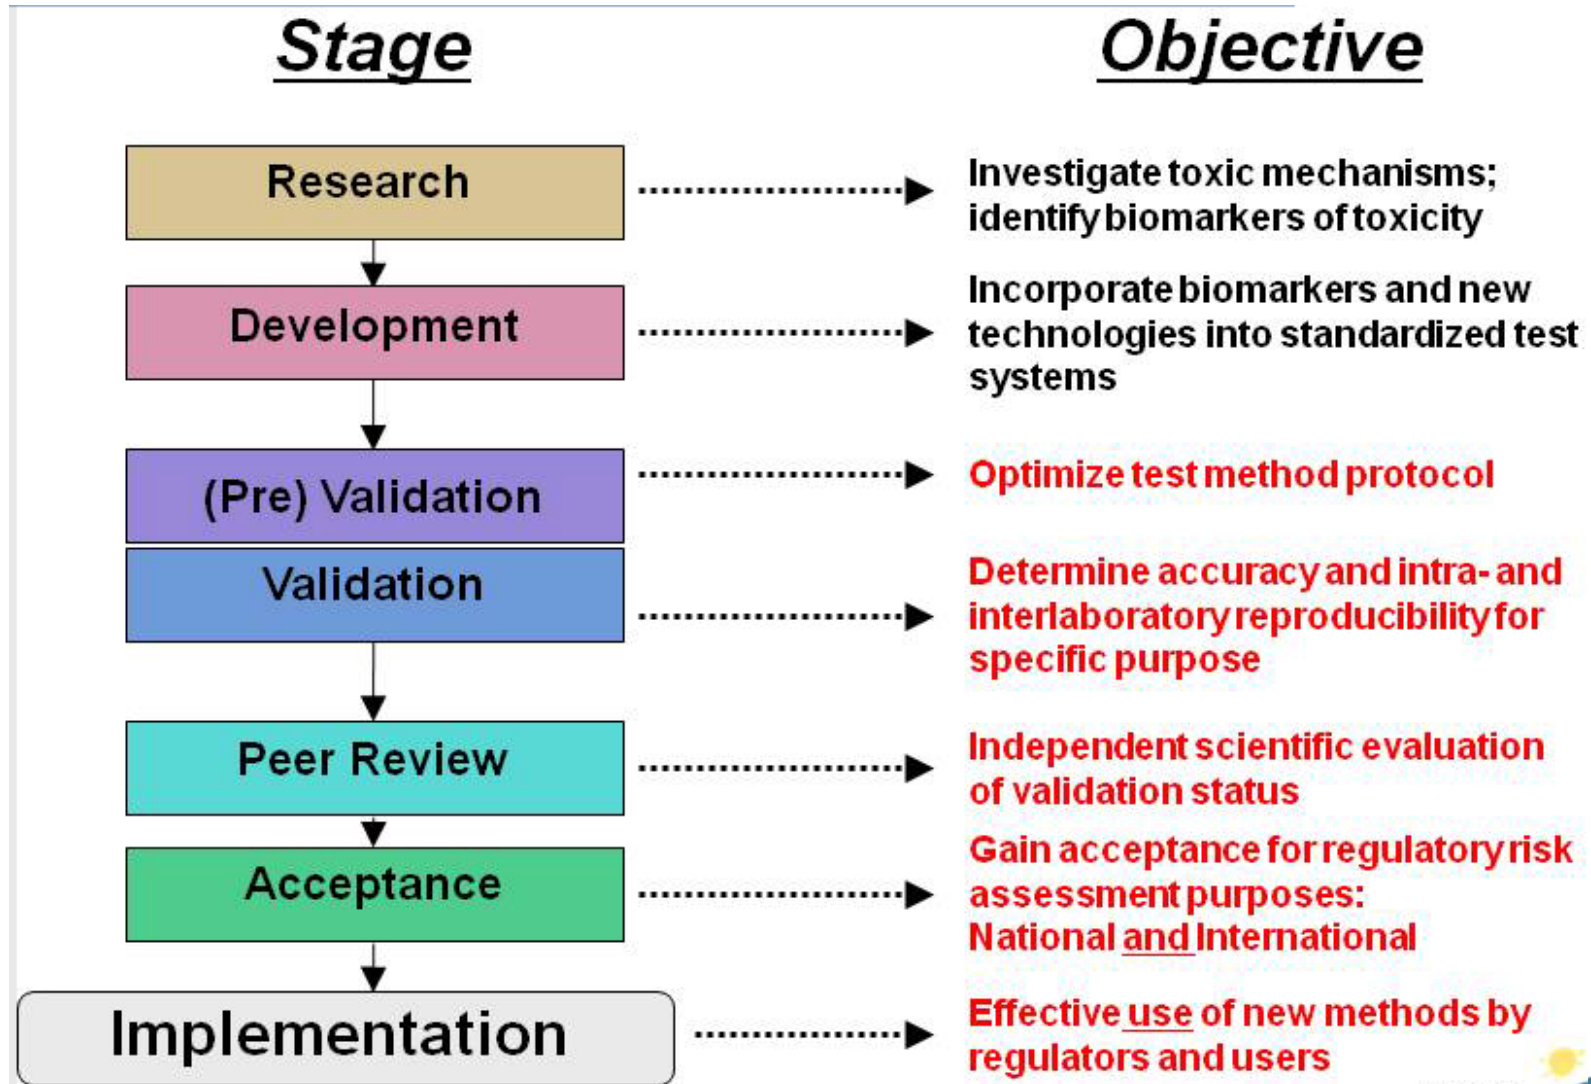 Stage
Objective
Research
Investigate toxic mechanisms;
identify biomarkers of toxicity
Development
Incorporate biomarkers and new
technologies into standardized test
systems
(Pre) Validation
Optimize test method protocol
Validation
Determine accuracy and intra- and
interlaboratory reproducibility for
specific purpose
Peer Review
Independent scientific evaluation
of validation status
Acceptance
Gain acceptance for regulatory risk
assessment purposes:
National and International
Implementation
Effective use of new methods by
regulators and users